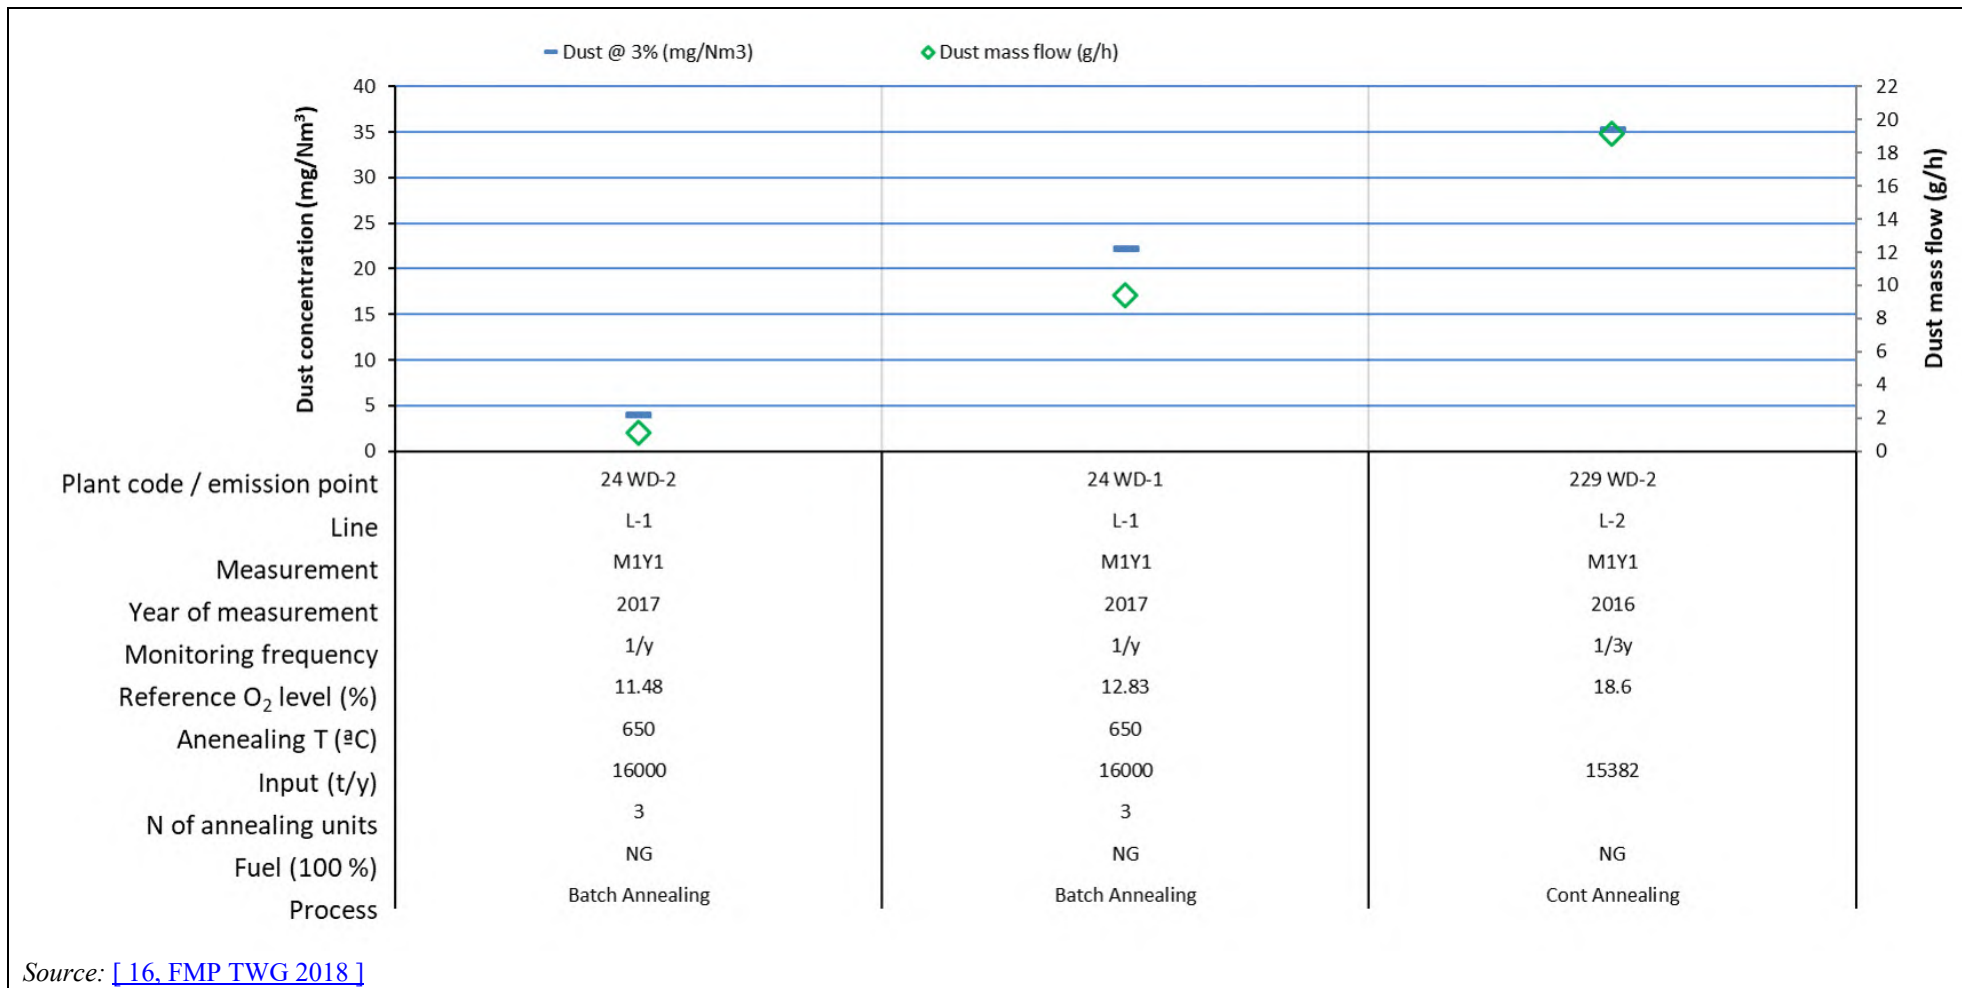 Dust @ 3% (mg/Nm3) Dust mass flow (g/h)
Dust concentration (mg/Nm³)
40
35
30
25
20
15
10
5
0
22
20
18
16
14
12
10
8
6
4
2
0
Dust mass flow (g/h)
Plant code / emission point 24 WD-2 24 WD-1 229 WD-2
Line L-1 L-1 L-2
Measurement M1Y1 M1Y1 M1Y1
Year of measurement 2017 2017 2016
Monitoring frequency 1/y 1/y 1/3y
Reference O₂ level (%) 11.48 12.83 18.6
Anenealing T (ªC) 650 650
Input (t/y) 16000 16000 15382
N of annealing units 3 3
Fuel (100 %) NG NG NG
Process Batch Annealing Batch Annealing Cont Annealing
Source: [ 16, FMP TWG 2018 ]